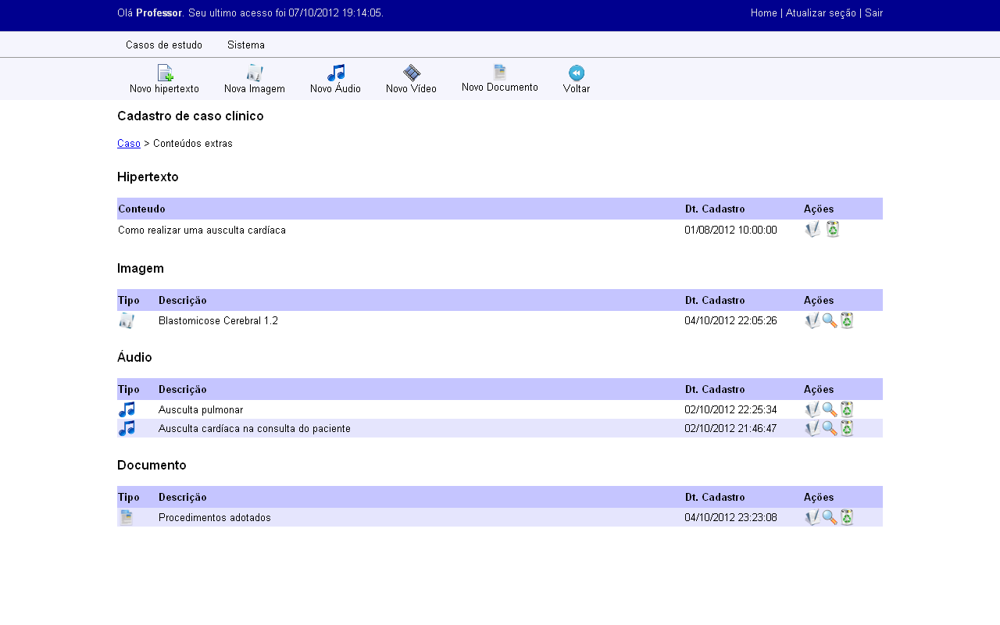 Olá Professor. Seu ultimo acesso foi 07/10/2012 19:14:05. Home | Atualizar seção | Sair
Casos de estudo Sistema
Novo hipertexto Nova Imagem Novo Áudio Novo Vídeo Novo Documento Voltar
Cadastro de caso clínico
Caso > Conteúdos extras
Hipertexto
Conteudo Dt. Cadastro Ações
Como realizar uma ausculta cardíaca 01/08/2012 10:00:00
Imagem
Tipo Descrição Dt. Cadastro Ações
Blastomicose Cerebral 1.2 04/10/2012 22:05:26
Áudio
Tipo Descrição Dt. Cadastro Ações
Ausculta pulmonar 02/10/2012 22:25:34
Ausculta cardíaca na consulta do paciente 02/10/2012 21:46:47
Documento
Tipo Descrição Dt. Cadastro Ações
Procedimentos adotados 04/10/2012 23:23:08